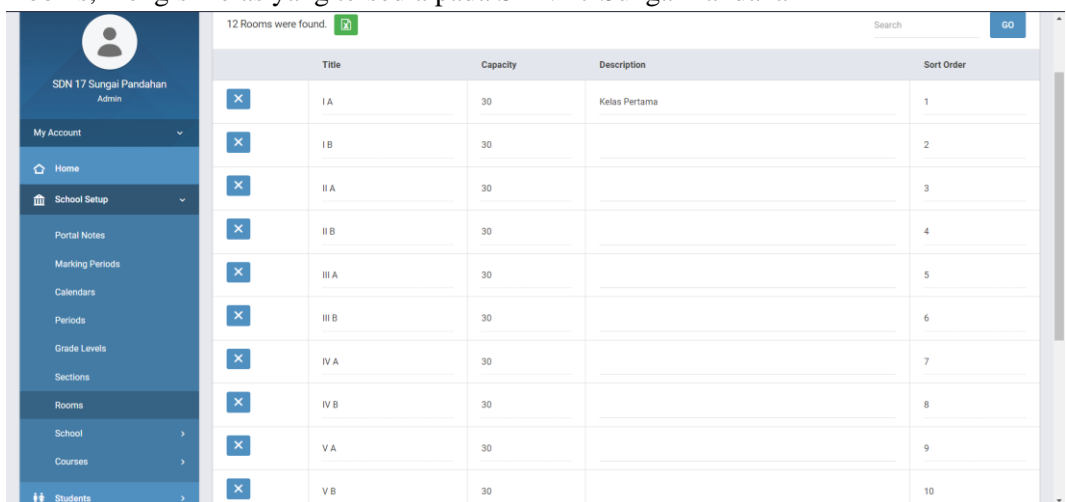 12 Rooms were found.
Search
GO
SDN 17 Sungai Pandahan
Admin
My Account
Home
School Setup
Portal Notes
Marking Periods
Calendars
Periods
Grade Levels
Sections
Rooms
School
Courses
Students
Title Capacity Description Sort Order
I A 30 Kelas Pertama 1
I B 30 2
II A 30 3
II B 30 4
III A 30 5
III B 30 6
IV A 30 7
IV B 30 8
V A 30 9
V B 30 10